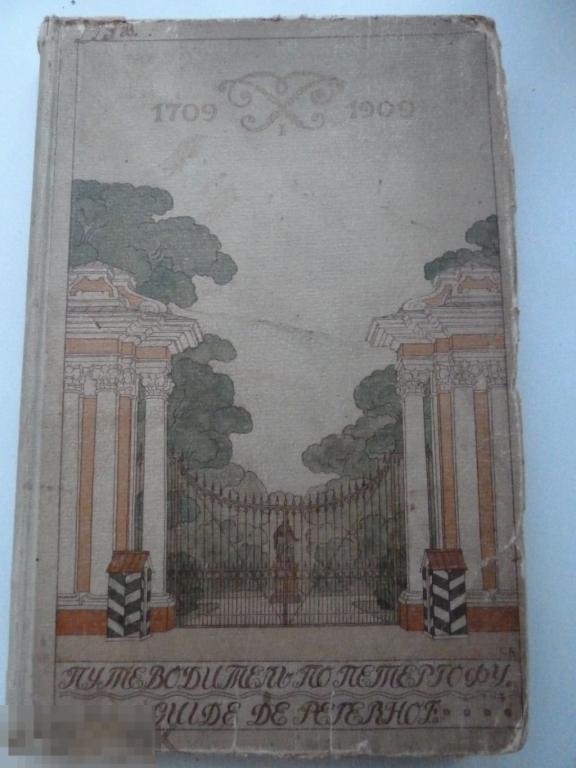 1709 1909
I
ПУТЕВОДИТЕЛЬ ПО ПЕТЕРГОФУ.
GUIDE DE PETERHOF.